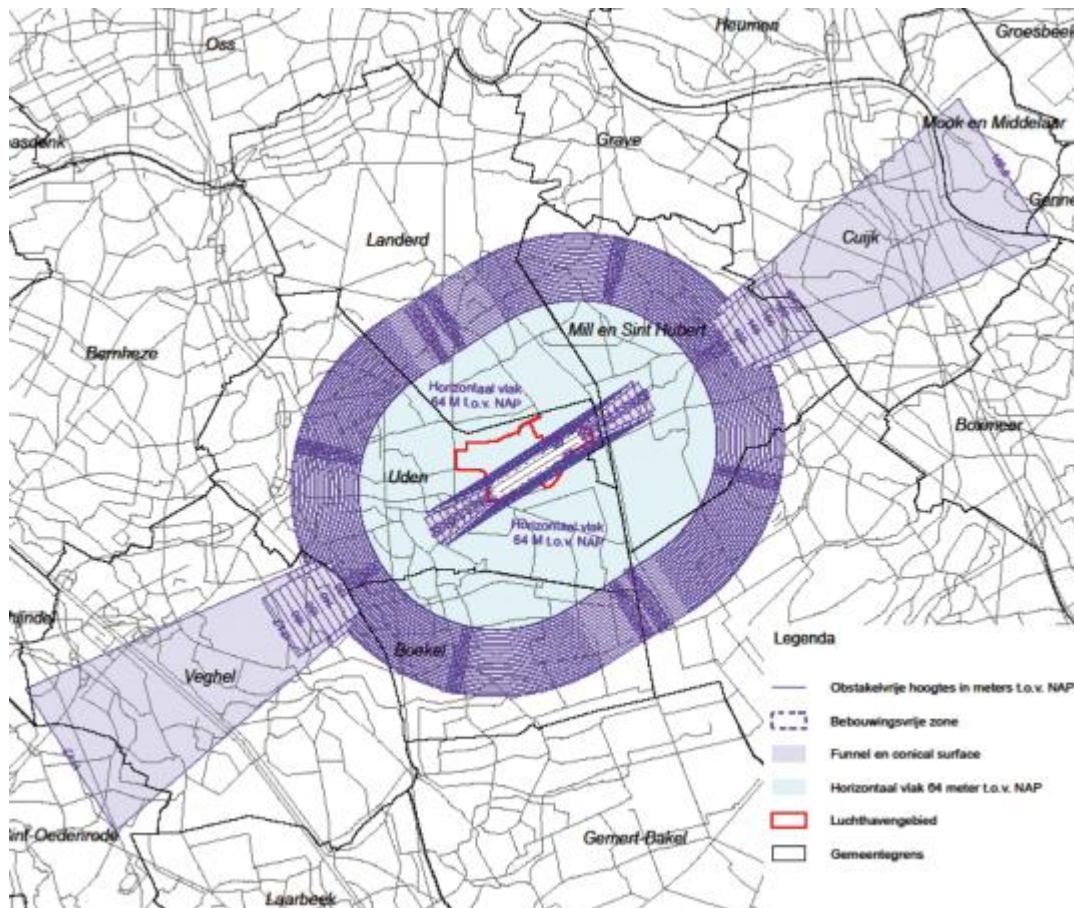 Oss
Heumen
Groesbeek
Mook en Middelaar
Grave
Landerd
Cuijk
Mill en Sint Hubert
Bernheze
Horizontaal vlak
64 M t.o.v. NAP
Boxmeer
Uden
Horizontaal vlak
64 M t.o.v. NAP
Boekel
Veghel
Gemert-Bakel
Laarbeek
Legenda
Obstakelvrije hoogtes in meters t.o.v. NAP
Bebouwingsvrije zone
Funnel en conical surface
Horizontaal vlak 64 meter t.o.v. NAP
Luchthavengebied
Gemeentegrens